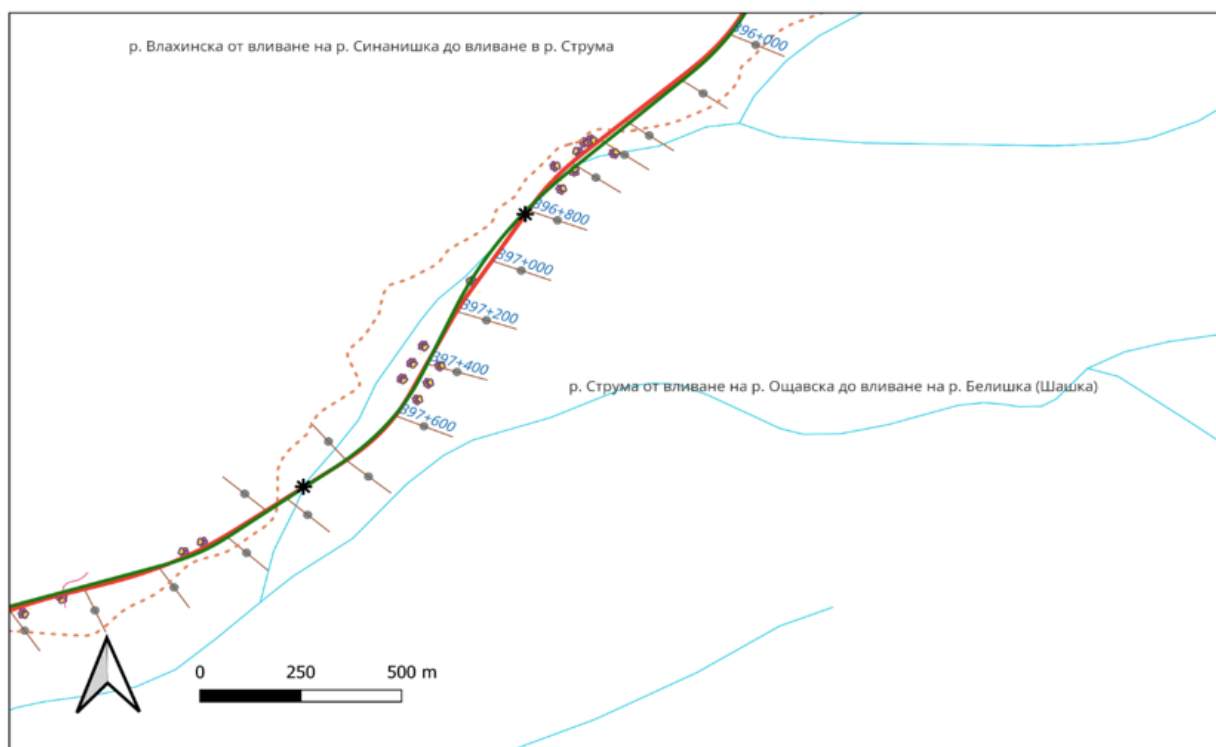 396+000
р. Влахинска от вливане на р. Синанишка до вливане в р. Струма
396+800
397+000
397+200
397+400
р. Струма от вливане на р. Ощавска до вливане на р. Белишка (Шашка)
397+600
0 250 500 m